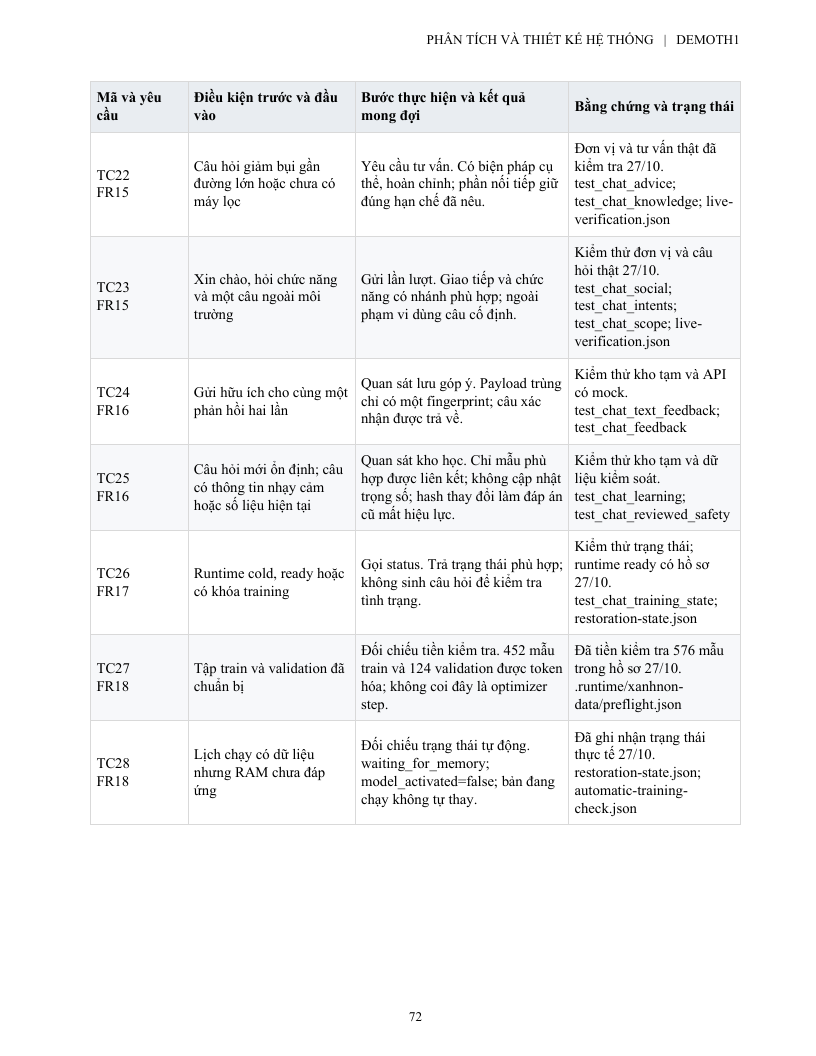 PHÂN TÍCH VÀ THIẾT KẾ HỆ THỐNG | DEMOTH1
Mã và yêu
cầu
Điều kiện trước và đầu
vào
Bước thực hiện và kết quả
mong đợi
Bằng chứng và trạng thái
TC22
FR15
Câu hỏi giảm bụi gần
đường lớn hoặc chưa có
máy lọc
Yêu cầu tư vấn. Có biện pháp cụ
thể, hoàn chỉnh; phần nối tiếp giữ
đúng hạn chế đã nêu.
Đơn vị và tư vấn thật đã
kiểm tra 27/10.
test_chat_advice;
test_chat_knowledge; live-
verification.json
TC23
FR15
Xin chào, hỏi chức năng
và một câu ngoài môi
trường
Gửi lần lượt. Giao tiếp và chức
năng có nhánh phù hợp; ngoài
phạm vi dùng câu cố định.
Kiểm thử đơn vị và câu
hỏi thật 27/10.
test_chat_social;
test_chat_intents;
test_chat_scope; live-
verification.json
TC24
FR16
Gửi hữu ích cho cùng một
phản hồi hai lần
Quan sát lưu góp ý. Payload trùng
chỉ có một fingerprint; câu xác
nhận được trả về.
Kiểm thử kho tạm và API
có mock.
test_chat_text_feedback;
test_chat_feedback
TC25
FR16
Câu hỏi mới ổn định; câu
có thông tin nhạy cảm
hoặc số liệu hiện tại
Quan sát kho học. Chỉ mẫu phù
hợp được liên kết; không cập nhật
trọng số; hash thay đổi làm đáp án
cũ mất hiệu lực.
Kiểm thử kho tạm và dữ
liệu kiểm soát.
test_chat_learning;
test_chat_reviewed_safety
TC26
FR17
Runtime cold, ready hoặc
có khóa training
Gọi status. Trả trạng thái phù hợp;
không sinh câu hỏi để kiểm tra
tình trạng.
Kiểm thử trạng thái;
runtime ready có hồ sơ
27/10.
test_chat_training_state;
restoration-state.json
TC27
FR18
Tập train và validation đã
chuẩn bị
Đối chiếu tiền kiểm tra. 452 mẫu
train và 124 validation được token
hóa; không coi đây là optimizer
step.
Đã tiền kiểm tra 576 mẫu
trong hồ sơ 27/10.
.runtime/xanhnon-
data/preflight.json
TC28
FR18
Lịch chạy có dữ liệu
nhưng RAM chưa đáp
ứng
Đối chiếu trạng thái tự động.
waiting_for_memory;
model_activated=false; bản đang
chạy không tự thay.
Đã ghi nhận trạng thái
thực tế 27/10.
restoration-state.json;
automatic-training-
check.json
72